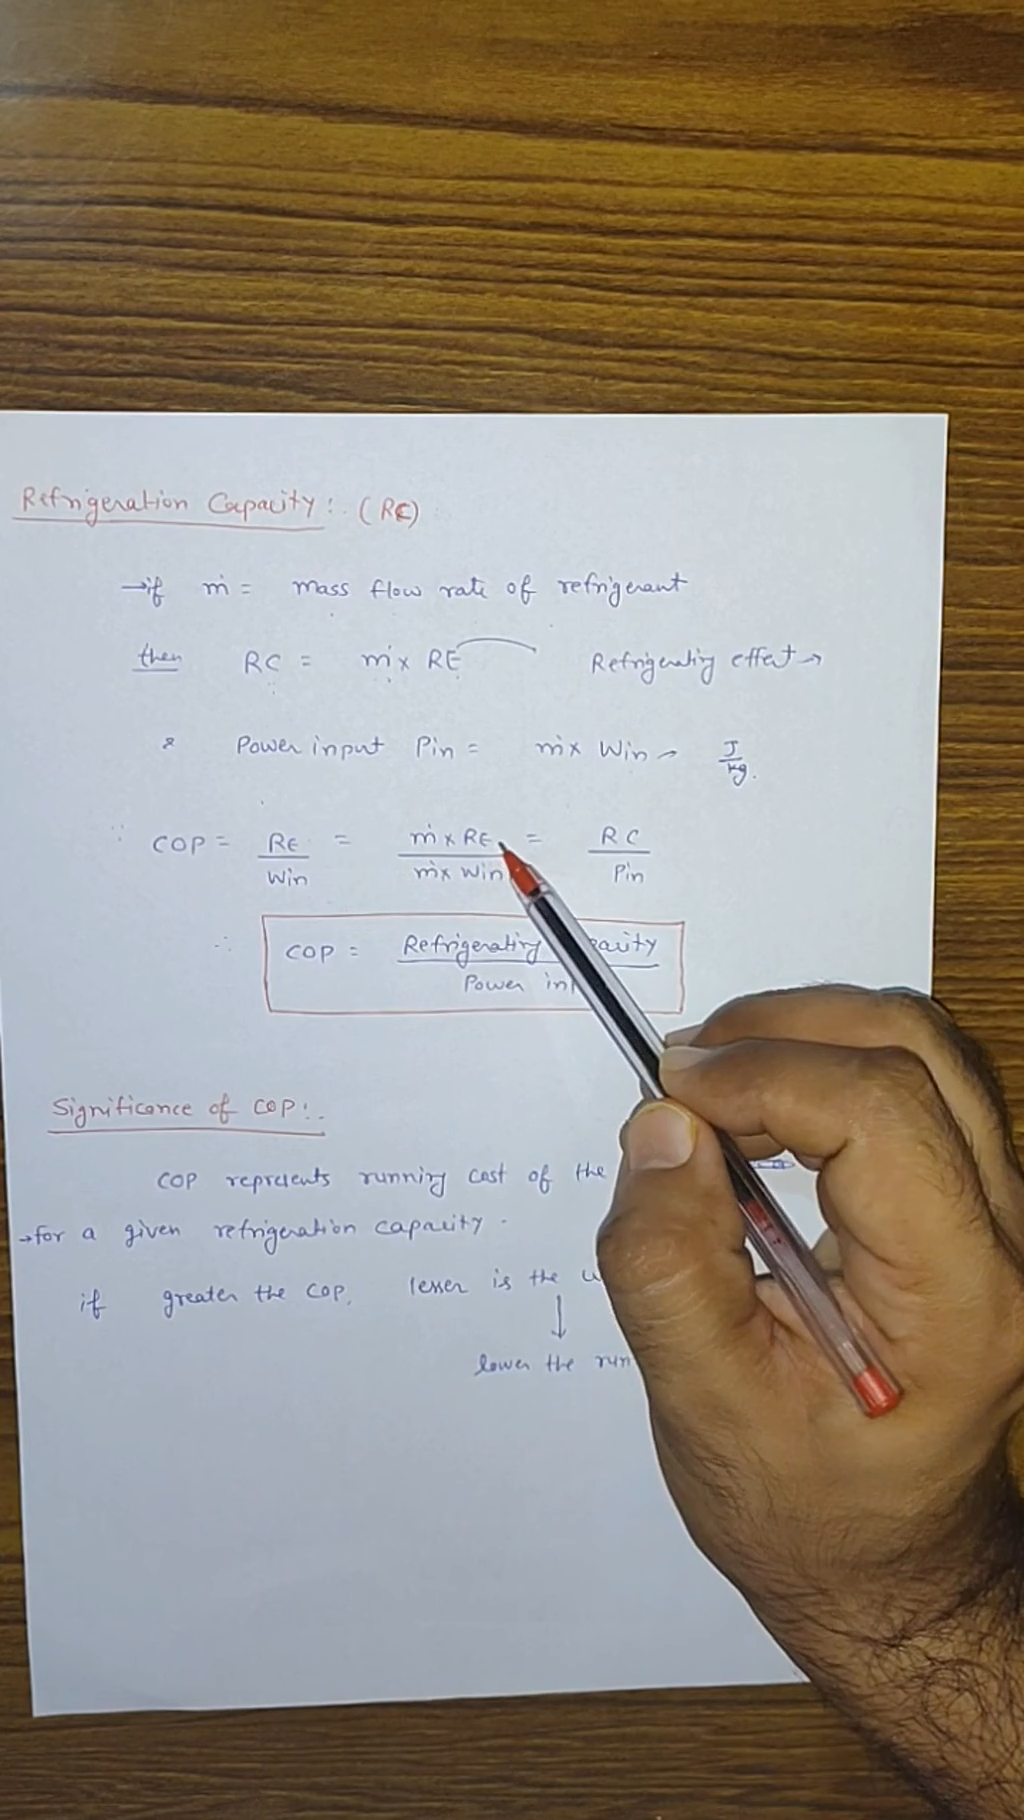 Refrigeration Capacity :. (RC)
→ if ṁ = mass flow rate of refrigerant
then RC = ṁ x RE Refrigerating effect →
& Power input Pin = ṁ x Win → J/kg.
∵ COP = RE/Win = ṁ x RE/ṁ x Win = RC/Pin
∴ COP = Refrigerating / Power
Significance of COP :.
COP represents running cost of the
→ for a given refrigeration capacity .
if greater the COP, lesser is the
↓
lower the